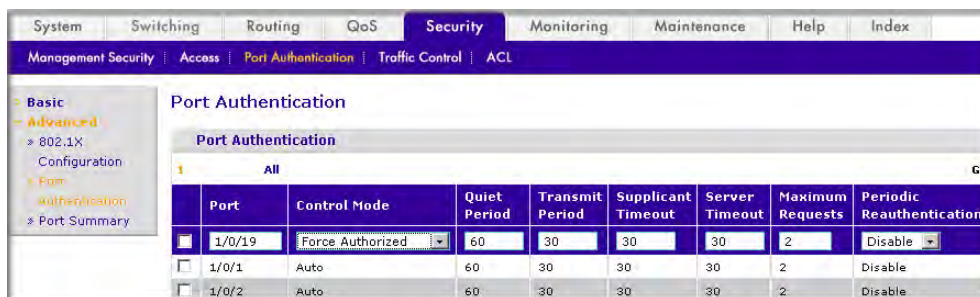 System Switching Routing QoS Security Monitoring Maintenance Help Index
Management Security Access Port Authentication Traffic Control ACL
Basic
Advanced
» 802.1X
Configuration
» Port
Authentication
» Port Summary
Port Authentication
Port Authentication
1 All G
Port Control Mode Quiet Period Transmit Period Supplicant Timeout Server Timeout Maximum Requests Periodic Reauthentication
1/0/19 Force Authorized 60 30 30 30 2 Disable
1/0/1 Auto 60 30 30 30 2 Disable
1/0/2 Auto 60 30 30 30 2 Disable